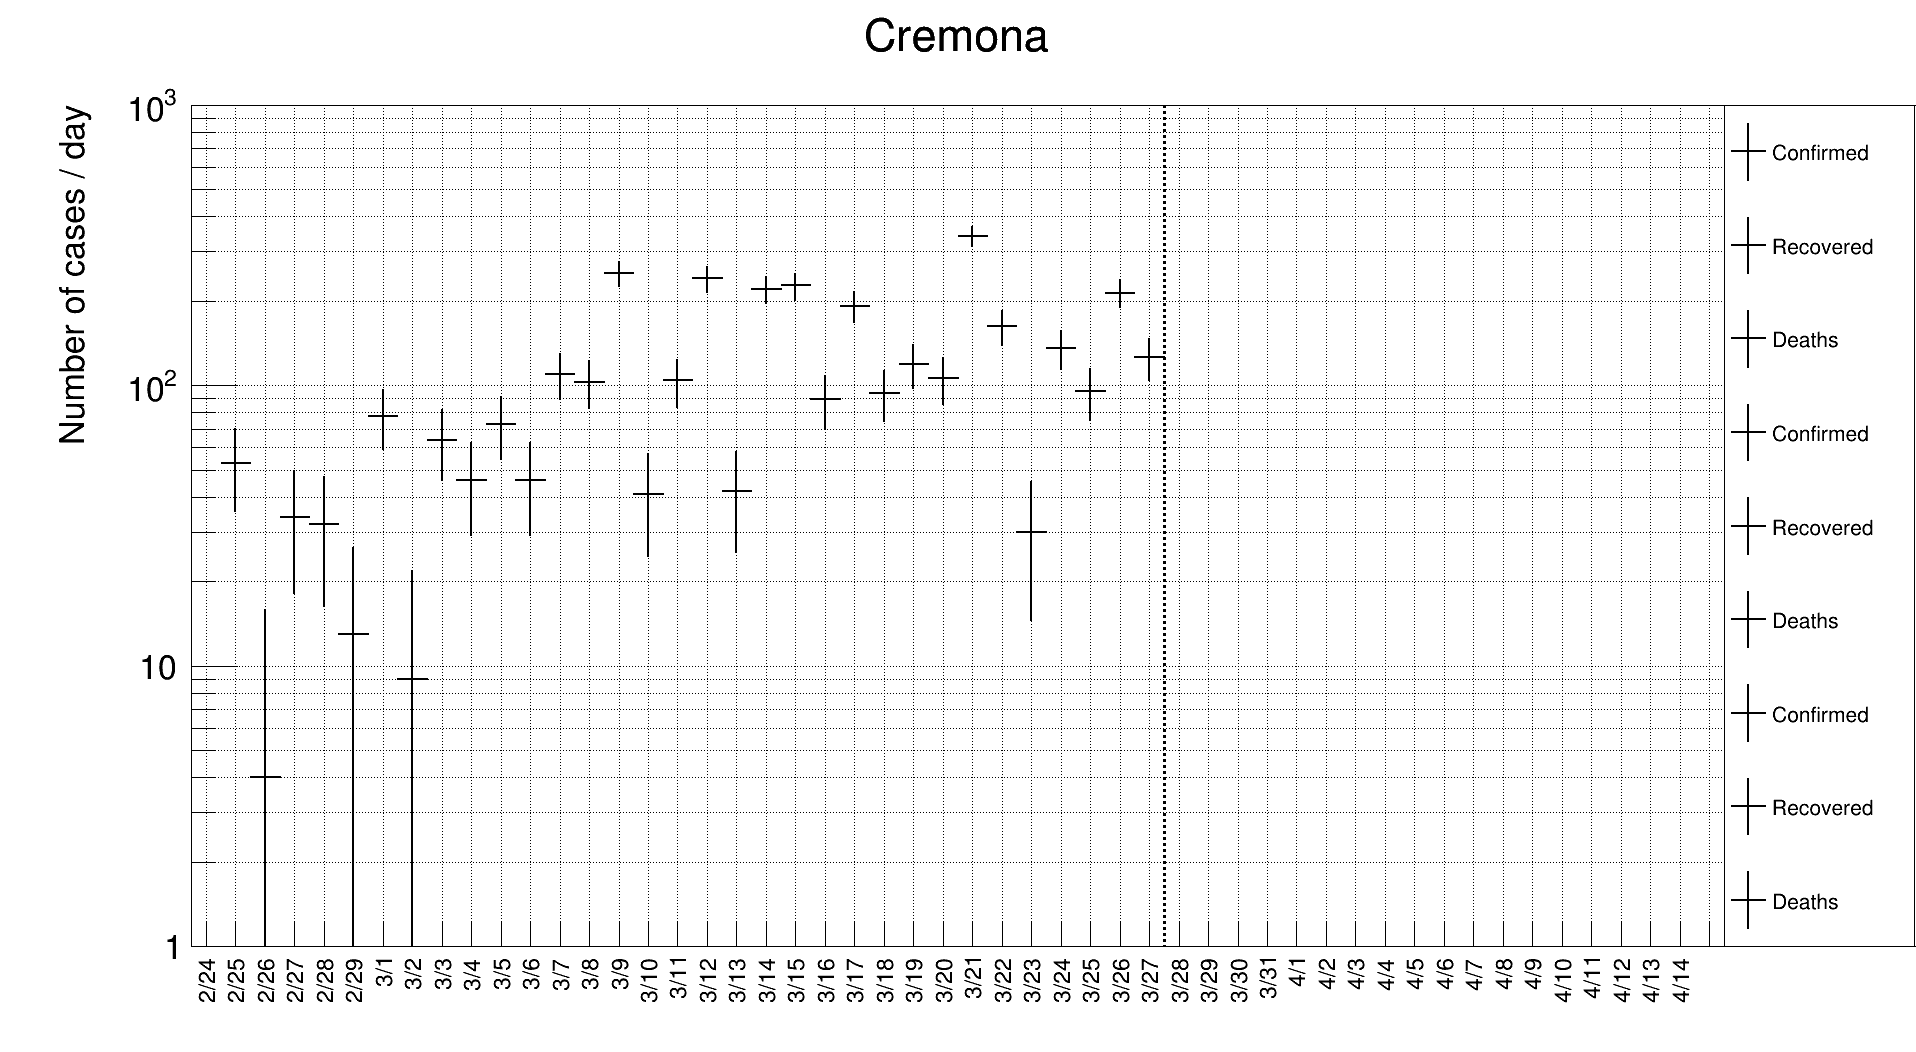 Cremona
Number of cases / day
10³
10²
10
1
2/24 2/25 2/26 2/27 2/28 2/29 3/1 3/2 3/3 3/4 3/5 3/6 3/7 3/8 3/9 3/10 3/11 3/12 3/13 3/14 3/15 3/16 3/17 3/18 3/19 3/20 3/21 3/22 3/23 3/24 3/25 3/26 3/27 3/28 3/29 3/30 3/31 4/1 4/2 4/3 4/4 4/5 4/6 4/7 4/8 4/9 4/10 4/11 4/12 4/13 4/14
Confirmed
Recovered
Deaths
Confirmed
Recovered
Deaths
Confirmed
Recovered
Deaths